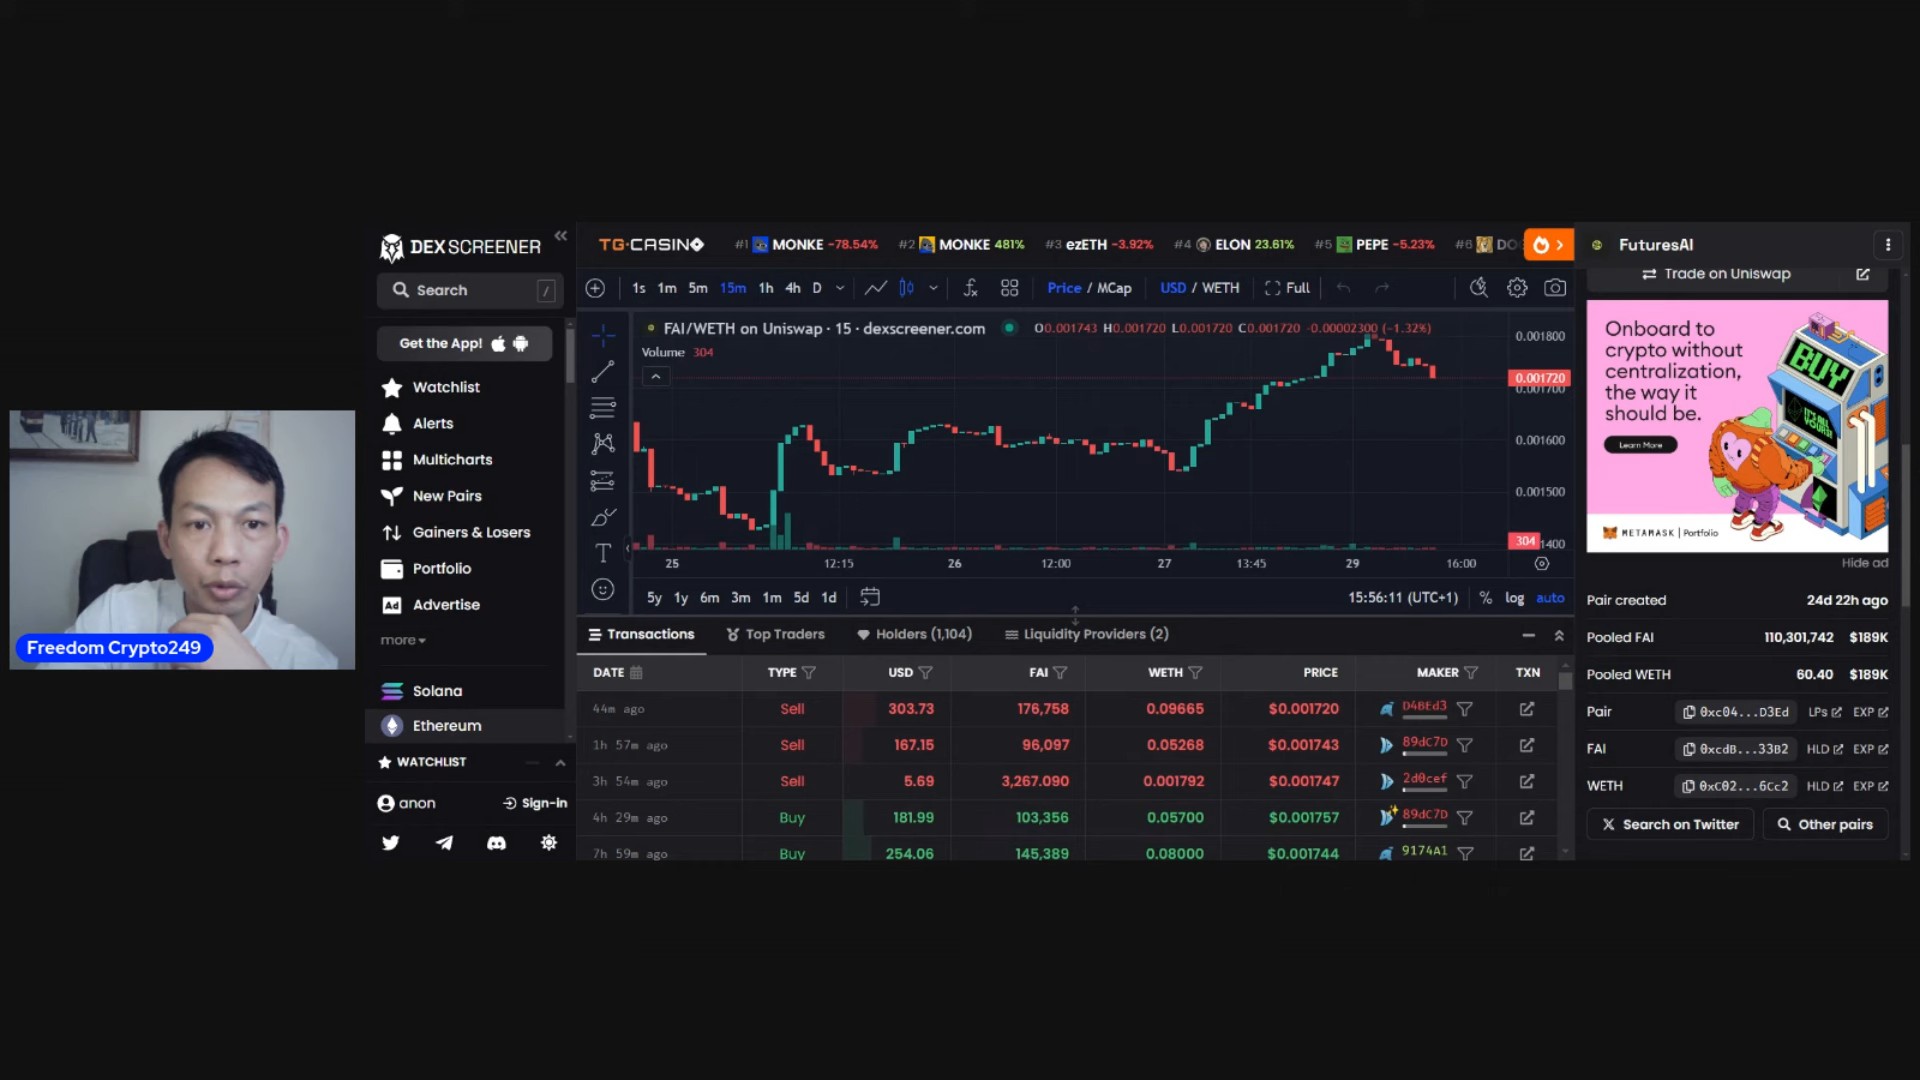 DEX SCREENER
Search
/
Get the App!
Watchlist
Alerts
Multicharts
New Pairs
Gainers & Losers
Portfolio
Ad Advertise
more
Solana
Ethereum
WATCHLIST
anon
Sign-in
Freedom Crypto249
TG·CASINO #1 MONKE -78.54% #2 MONKE 481% #3 ezETH -3.92% #4 ELON 23.61% #5 PEPE -5.23% #6
1s 1m 5m 15m 1h 4h D Price / MCap USD / WETH Full
FAI/WETH on Uniswap · 15 · dexscreener.com O0.001743 H0.001720 L0.001720 C0.001720 -0.00002300 (-1.32%)
Volume 304
0.001800
0.001720
0.001700
0.001600
0.001500
304
1400
25 12:15 26 12:00 27 13:45 29 16:00
5y 1y 6m 3m 1m 5d 1d 15:56:11 (UTC+1) % log auto
Transactions Top Traders Holders (1,104) Liquidity Providers (2)
DATE TYPE USD FAI WETH PRICE MAKER TXN
44m ago Sell 303.73 176,758 0.09665 $0.001720 D4BEd3
1h 57m ago Sell 167.15 96,097 0.05268 $0.001743 89dC7D
3h 54m ago Sell 5.69 3,267.090 0.001792 $0.001747 2d0cef
4h 29m ago Buy 181.99 103,356 0.05700 $0.001757 89dC7D
7h 59m ago Buy 254.06 145,389 0.08000 $0.001744 9174A1
FuturesAI
Trade on Uniswap
Onboard to
crypto without
centralization,
the way it
should be.
Learn More
BUY
METAMASK | Portfolio
Hide ad
Pair created 24d 22h ago
Pooled FAI 110,301,742 $189K
Pooled WETH 60.40 $189K
Pair 0xc04...D3Ed LPs EXP
FAI 0xcdB...33B2 HLD EXP
WETH 0xC02...6Cc2 HLD EXP
Search on Twitter
Other pairs